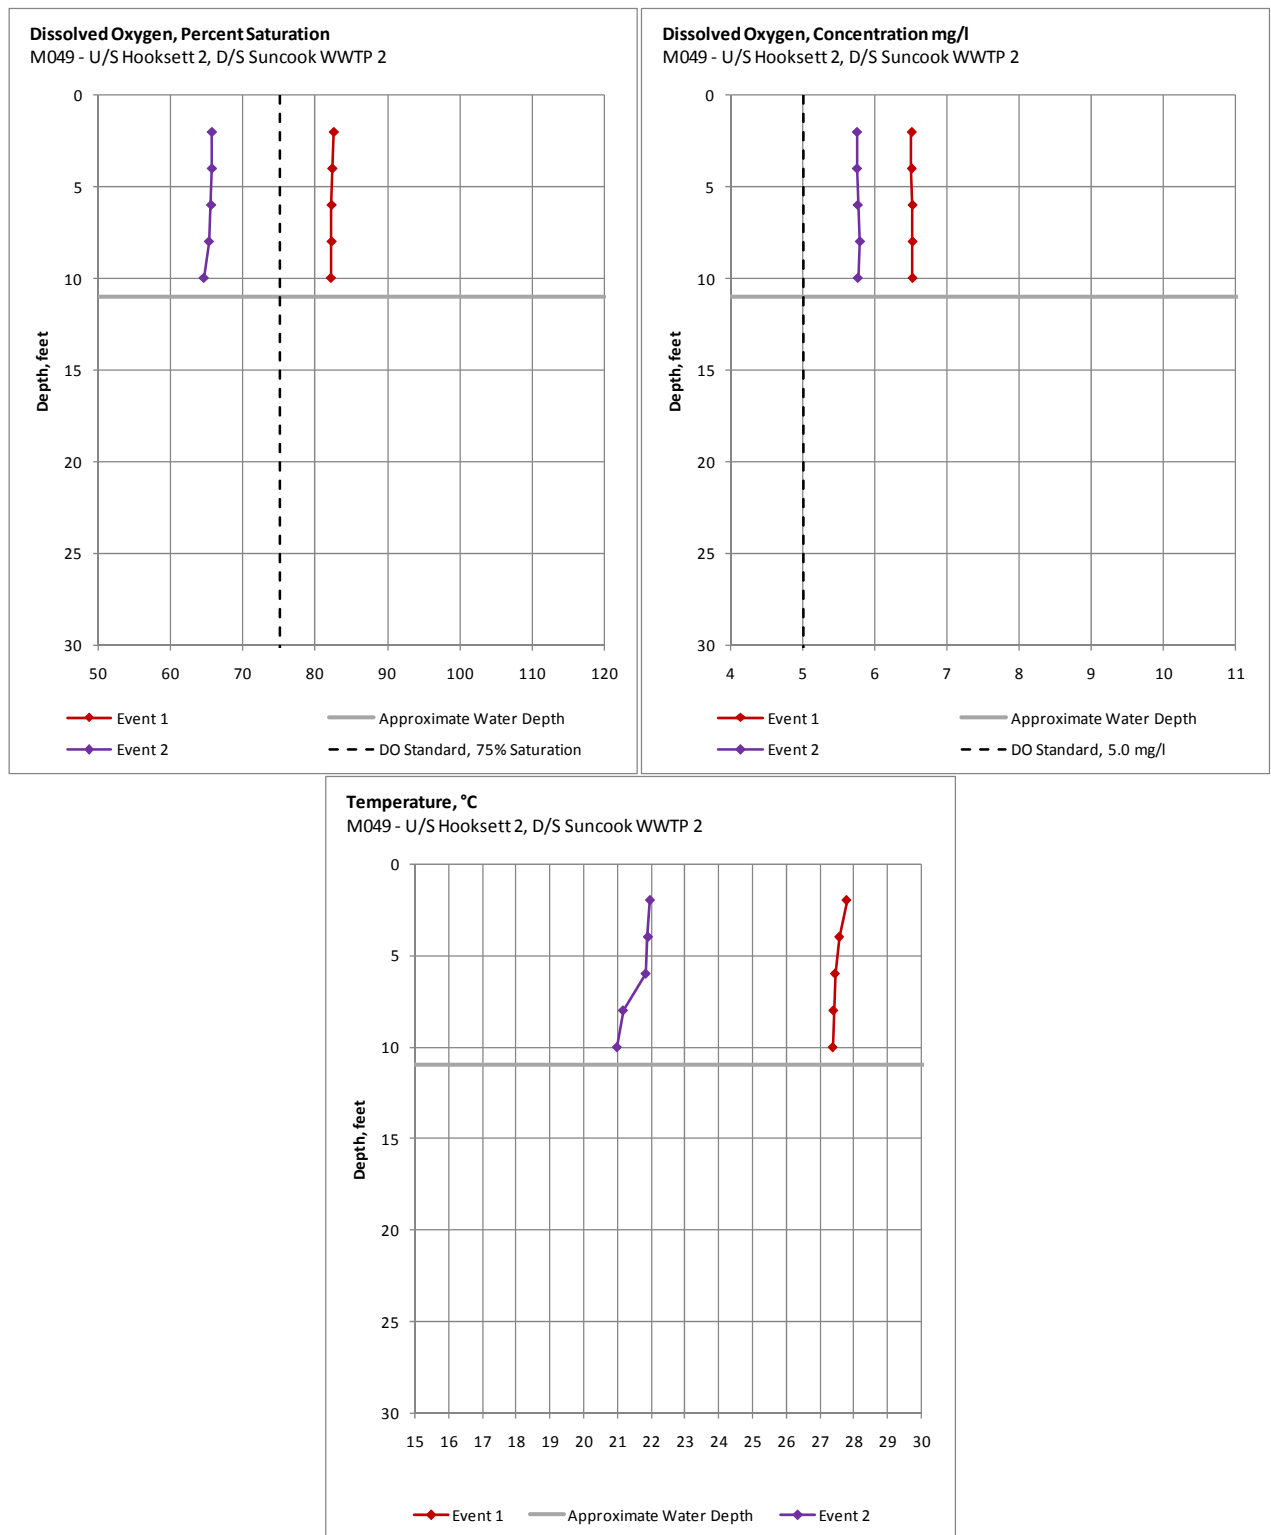 Dissolved Oxygen, Percent Saturation
M049 - U/S Hooksett 2, D/S Suncook WWTP 2
0
5
10
15
20
25
30
Depth, feet
50 60 70 80 90 100 110 120
Event 1 Approximate Water Depth
Event 2 DO Standard, 75% Saturation
Dissolved Oxygen, Concentration mg/l
M049 - U/S Hooksett 2, D/S Suncook WWTP 2
0
5
10
15
20
25
30
Depth, feet
4 5 6 7 8 9 10 11
Event 1 Approximate Water Depth
Event 2 DO Standard, 5.0 mg/l
Temperature, °C
M049 - U/S Hooksett 2, D/S Suncook WWTP 2
0
5
10
15
20
25
30
Depth, feet
15 16 17 18 19 20 21 22 23 24 25 26 27 28 29 30
Event 1 Approximate Water Depth Event 2